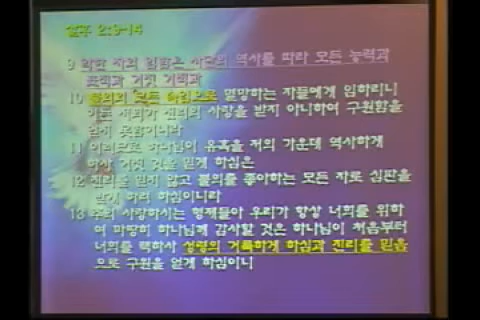 살후 2:9-14
9 악한 자의 임함은 사단의 역사를 따라 모든 능력과
표적과 거짓 기적과
10 불의의 모든 속임으로 멸망하는 자들에게 임하리니
이는 저희가 진리의 사랑을 받지 아니하여 구원함을
얻지 못함이니라
11 이러므로 하나님이 유혹을 저의 가운데 역사하게
하사 거짓 것을 믿게 하심은
12 진리를 믿지 않고 불의를 좋아하는 모든 자로 심판을
받게 하려 하심이니라
13 주의 사랑하시는 형제들아 우리가 항상 너희를 위하
여 마땅히 하나님께 감사할 것은 하나님이 처음부터
너희를 택하사 성령의 거룩하게 하심과 진리를 믿음
으로 구원을 얻게 하심이니